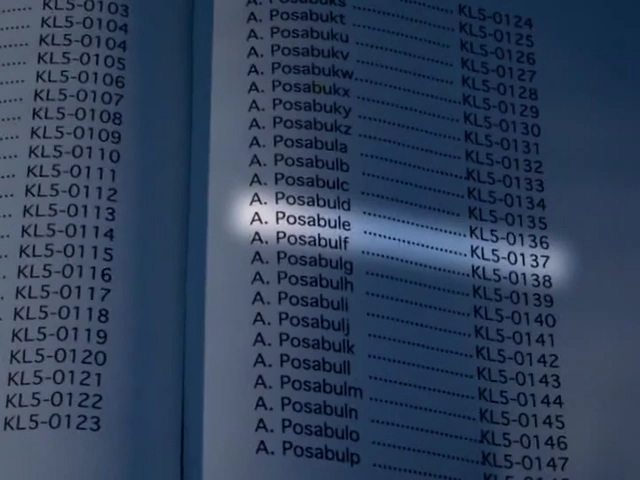 KL5-0103
KL5-0104
KL5-0104
KL5-0105
KL5-0106
KL5-0107
KL5-0108
KL5-0109
KL5-0110
KL5-0111
KL5-0112
KL5-0113
KL5-0114
KL5-0115
KL5-0116
KL5-0117
KL5-0118
KL5-0119
KL5-0120
KL5-0121
KL5-0122
KL5-0123
KL5-0124
A. Posabuks KL5-0125
A. Posabukt KL5-0126
A. Posabuku KL5-0127
A. Posabukv KL5-0128
A. Posabukw KL5-0129
A. Posabukx KL5-0130
A. Posabuky KL5-0131
A. Posabukz KL5-0132
A. Posabula KL5-0133
A. Posabulb KL5-0134
A. Posabulc KL5-0135
A. Posabuld KL5-0136
A. Posabule KL5-0137
A. Posabulf KL5-0138
A. Posabulg KL5-0139
A. Posabulh KL5-0140
A. Posabuli KL5-0141
A. Posabulj KL5-0142
A. Posabulk KL5-0143
A. Posabull KL5-0144
A. Posabulm KL5-0145
A. Posabuln KL5-0146
A. Posabulo KL5-0147
A. Posabulp